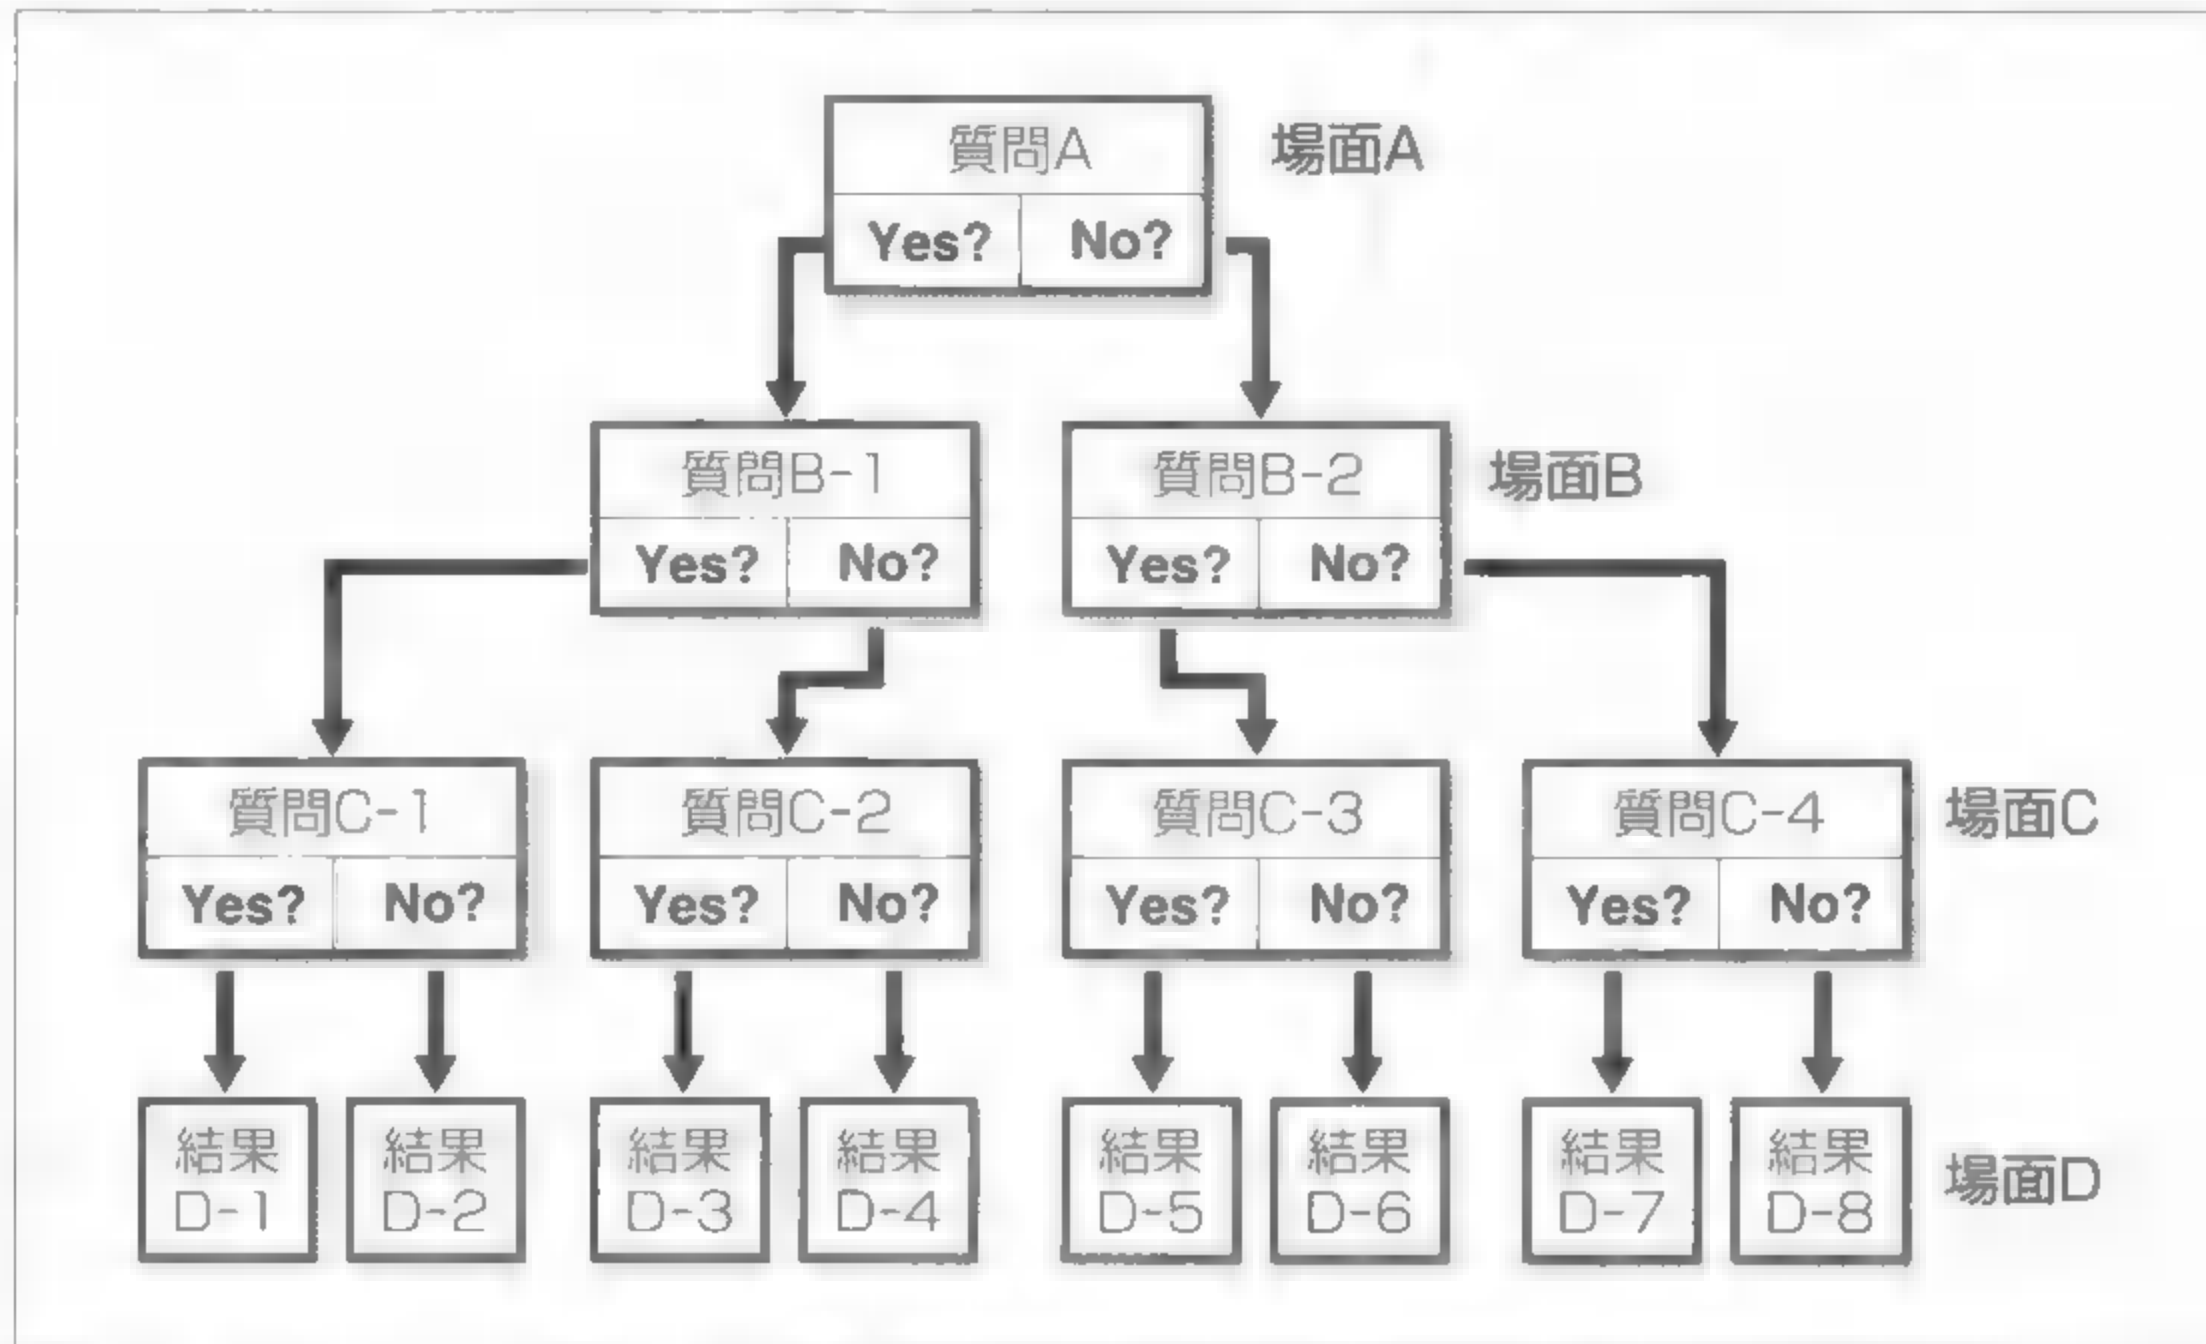 質問A
場面A
Yes? No?
質問B-1
質問B-2
場面B
Yes? No?
Yes? No?
質問C-1
質問C-2
質問C-3
質問C-4
場面C
Yes? No?
Yes? No?
Yes? No?
Yes? No?
結果
D-1
結果
D-2
結果
D-3
結果
D-4
結果
D-5
結果
D-6
結果
D-7
結果
D-8
場面D